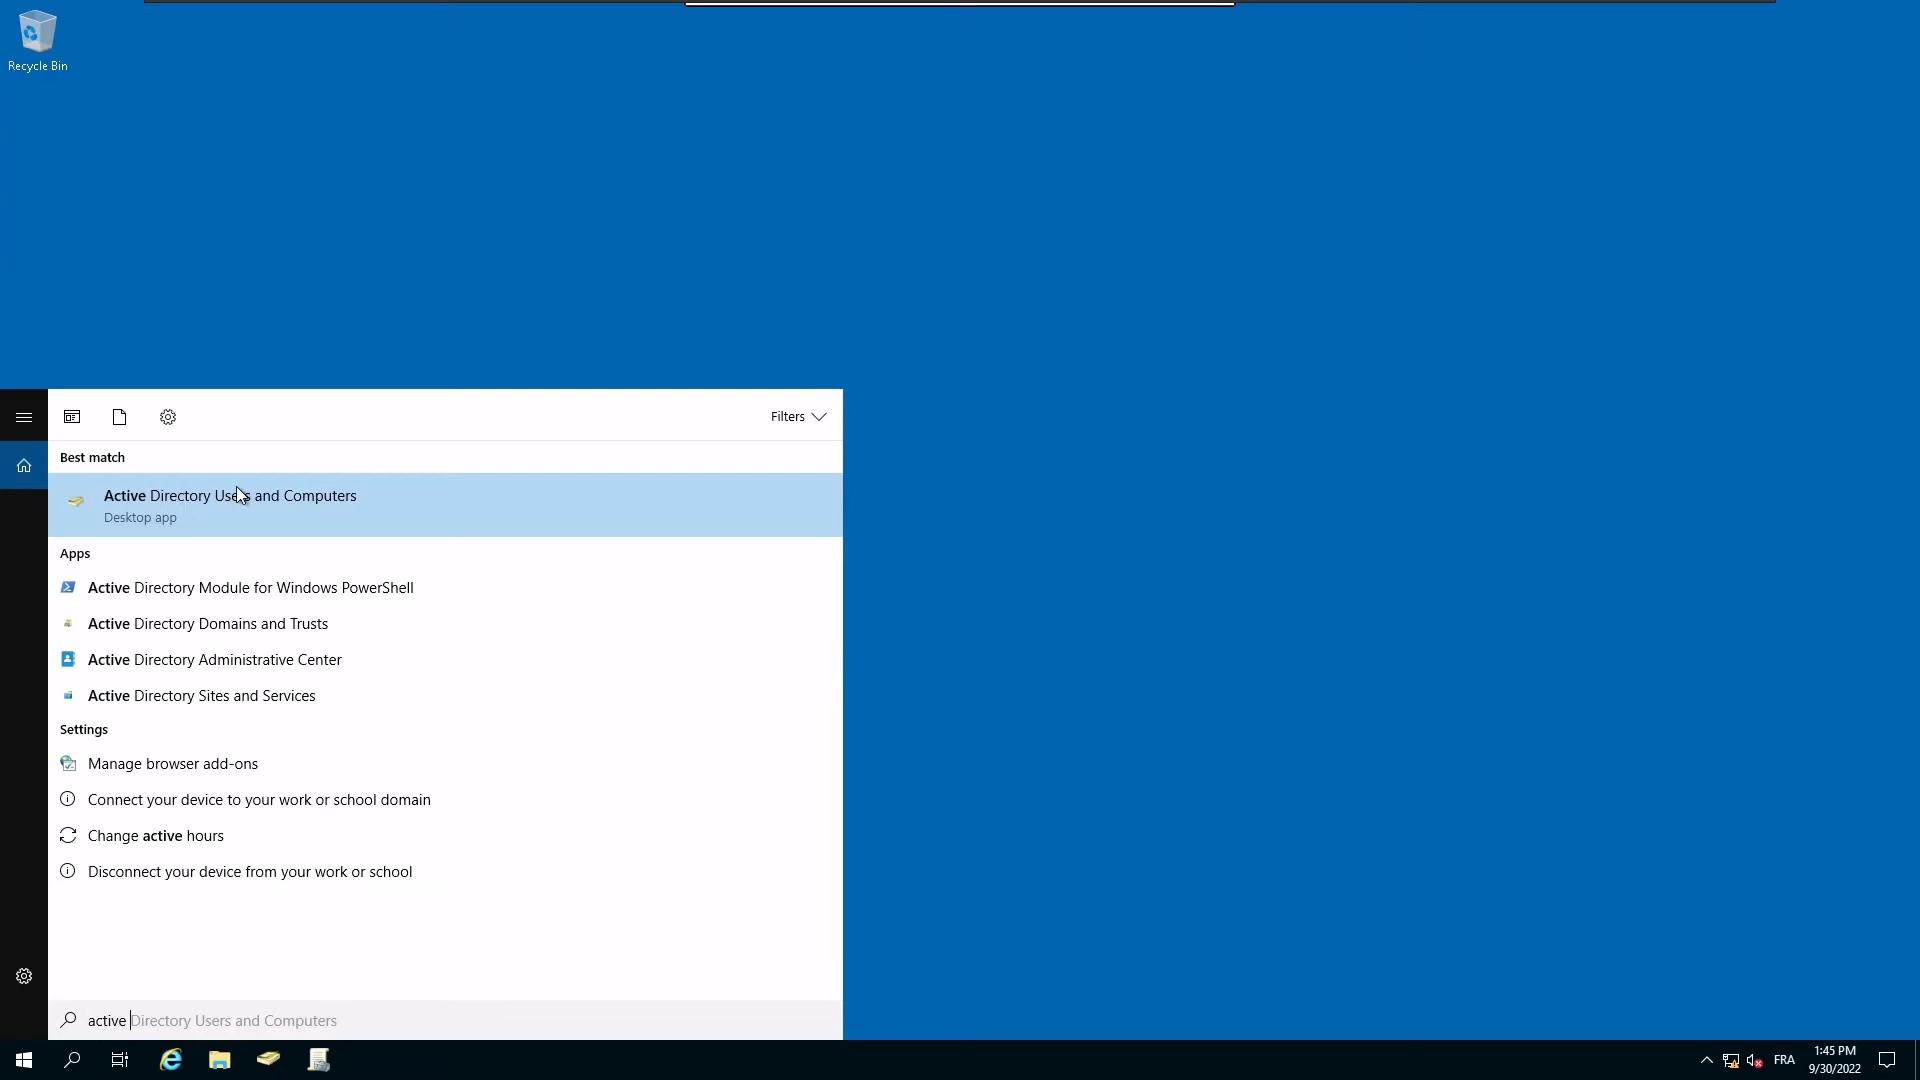 Recycle Bin
Filters
Best match
Active Directory Users and Computers
Desktop app
Apps
Active Directory Module for Windows PowerShell
Active Directory Domains and Trusts
Active Directory Administrative Center
Active Directory Sites and Services
Settings
Manage browser add-ons
Connect your device to your work or school domain
Change active hours
Disconnect your device from your work or school
active Directory Users and Computers
FRA
1:45 PM
9/30/2022